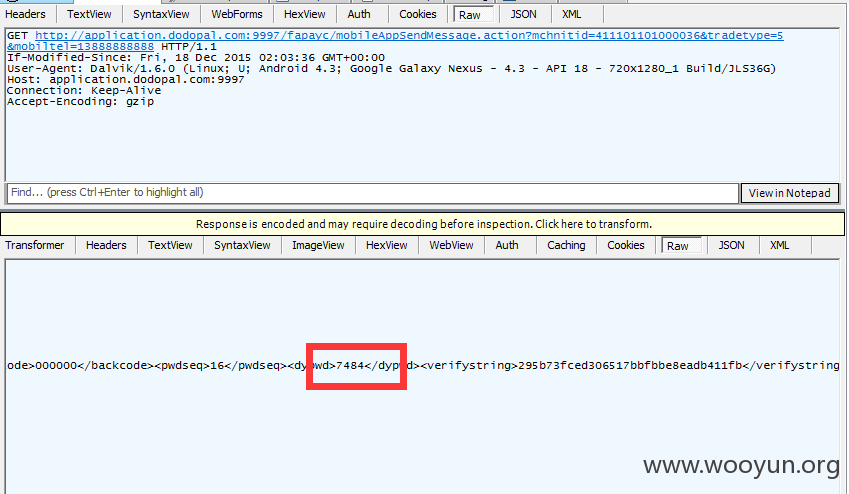 Headers TextView SyntaxView WebForms HexView Auth Cookies Raw JSON XML
GET http://application.dodopal.com:9997/fapayc/mobileAppSendMessage.action?mchnitid=411101101000036&tradetype=5
&mobiltel=13888888888 HTTP/1.1
If-Modified-Since: Fri, 18 Dec 2015 02:03:36 GMT+00:00
User-Agent: Dalvik/1.6.0 (Linux; U; Android 4.3; Google Galaxy Nexus - 4.3 - API 18 - 720x1280_1 Build/JLS36G)
Host: application.dodopal.com:9997
Connection: Keep-Alive
Accept-Encoding: gzip
Find... (press Ctrl+Enter to highlight all) View in Notepad
Response is encoded and may require decoding before inspection. Click here to transform.
Transformer Headers TextView SyntaxView ImageView HexView WebView Auth Caching Cookies Raw JSON XML
ode>000000</backcode><pwdseq>16</pwdseq><dypwd>7484</dypwd><verifystring>295b73fced306517bbfbbe8eadb411fb</verifystring
www.wooyun.org